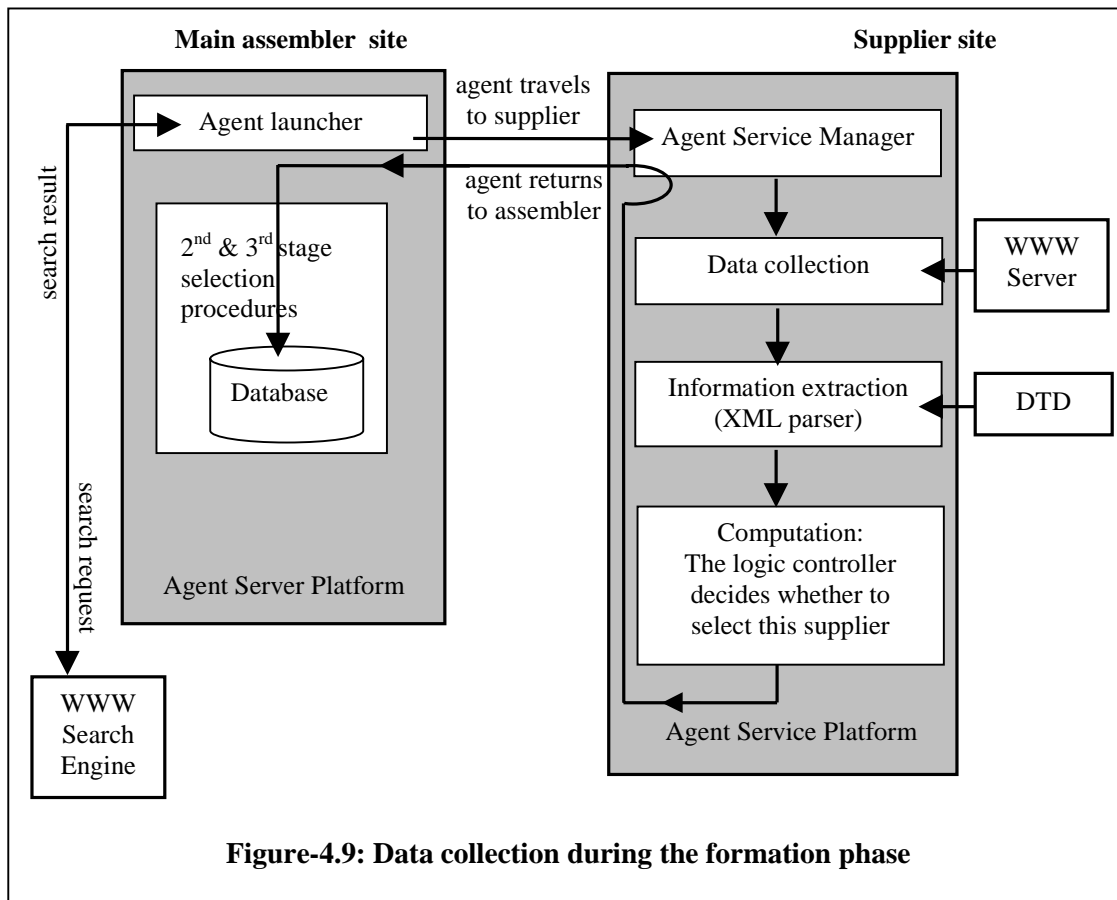 Main assembler site
Supplier site
agent travels
to supplier
Agent launcher
Agent Service Manager
search result
agent returns
to assembler
2nd & 3rd stage
selection
procedures
Data collection
WWW
Server
Database
Information extraction
(XML parser)
DTD
search request
Computation:
The logic controller
decides whether to
select this supplier
Agent Server Platform
WWW
Search
Engine
Agent Service Platform
Figure-4.9: Data collection during the formation phase